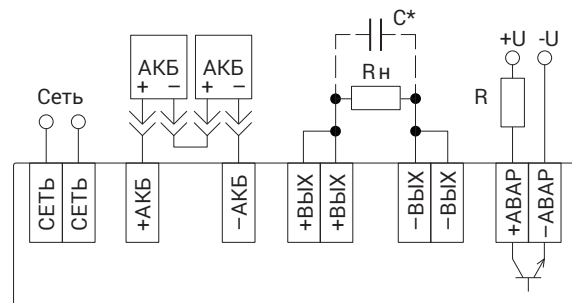 C*
+U -U
АКБ АКБ
+ − + −
Rн
R
Сеть
СЕТЬ
СЕТЬ
+АКБ
−АКБ
+ВЫХ
+ВЫХ
−ВЫХ
−ВЫХ
+АВАР
−АВАР